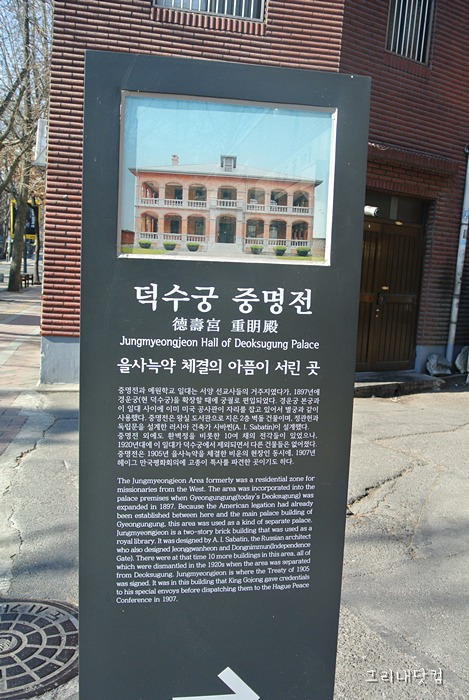 덕수궁 중명전
德壽宮 重明殿
Jungmyeongjeon Hall of Deoksugung Palace
을사늑약 체결의 아픔이 서린 곳
중명전과 예원학교 일대는 서양 선교사들의 거주지였다가, 1897년에
경운궁(현 덕수궁)을 확장할 때에 궁궐로 편입되었다. 경운궁 본궁과
이 일대 사이에 이미 미국 공사관이 자리를 잡고 있어서 별궁과 같이
사용됐다. 중명전은 왕실 도서관으로 지은 2층 벽돌 건물이며, 정관헌과
독립문을 설계한 러시아 건축가 사바찐(A. I. Sabatin)이 설계했다.
중명전 외에도 환벽정을 비롯한 10여 채의 전각들이 있었으나,
1920년대에 이 일대가 덕수궁에서 제외되면서 다른 건물들은 없어졌다.
중명전은 1905년 을사늑약을 체결한 비운의 현장인 동시에, 1907년
헤이그 만국평화회의에 고종이 특사를 파견한 곳이기도 하다.
The Jungmyeongjeon Area formerly was a residential zone for
missionaries from the West. The area was incorporated into the
palace premises when Gyeongungung(today's Deoksugung) was
expanded in 1897. Because the American legation had already
been established between here and the main palace building of
Gyeongungung, this area was used as a kind of separate palace.
Jungmyeongjeon is a two-story brick building that was used as a
royal library. It was designed by A. I. Sabatin, the Russian architect
who also designed Jeonggwanheon and Dongnimmun(Independence
Gate). There were at that time 10 more buildings in this area, all of
which were dismantled in the 1920s when the area was separated
from Deoksugung. Jungmyeongjeon is where the Treaty of 1905
was signed. It was in this building that King Gojong gave credentials
to his special envoys before dispatching them to the Hague Peace
Conference in 1907.
그리내닷컴